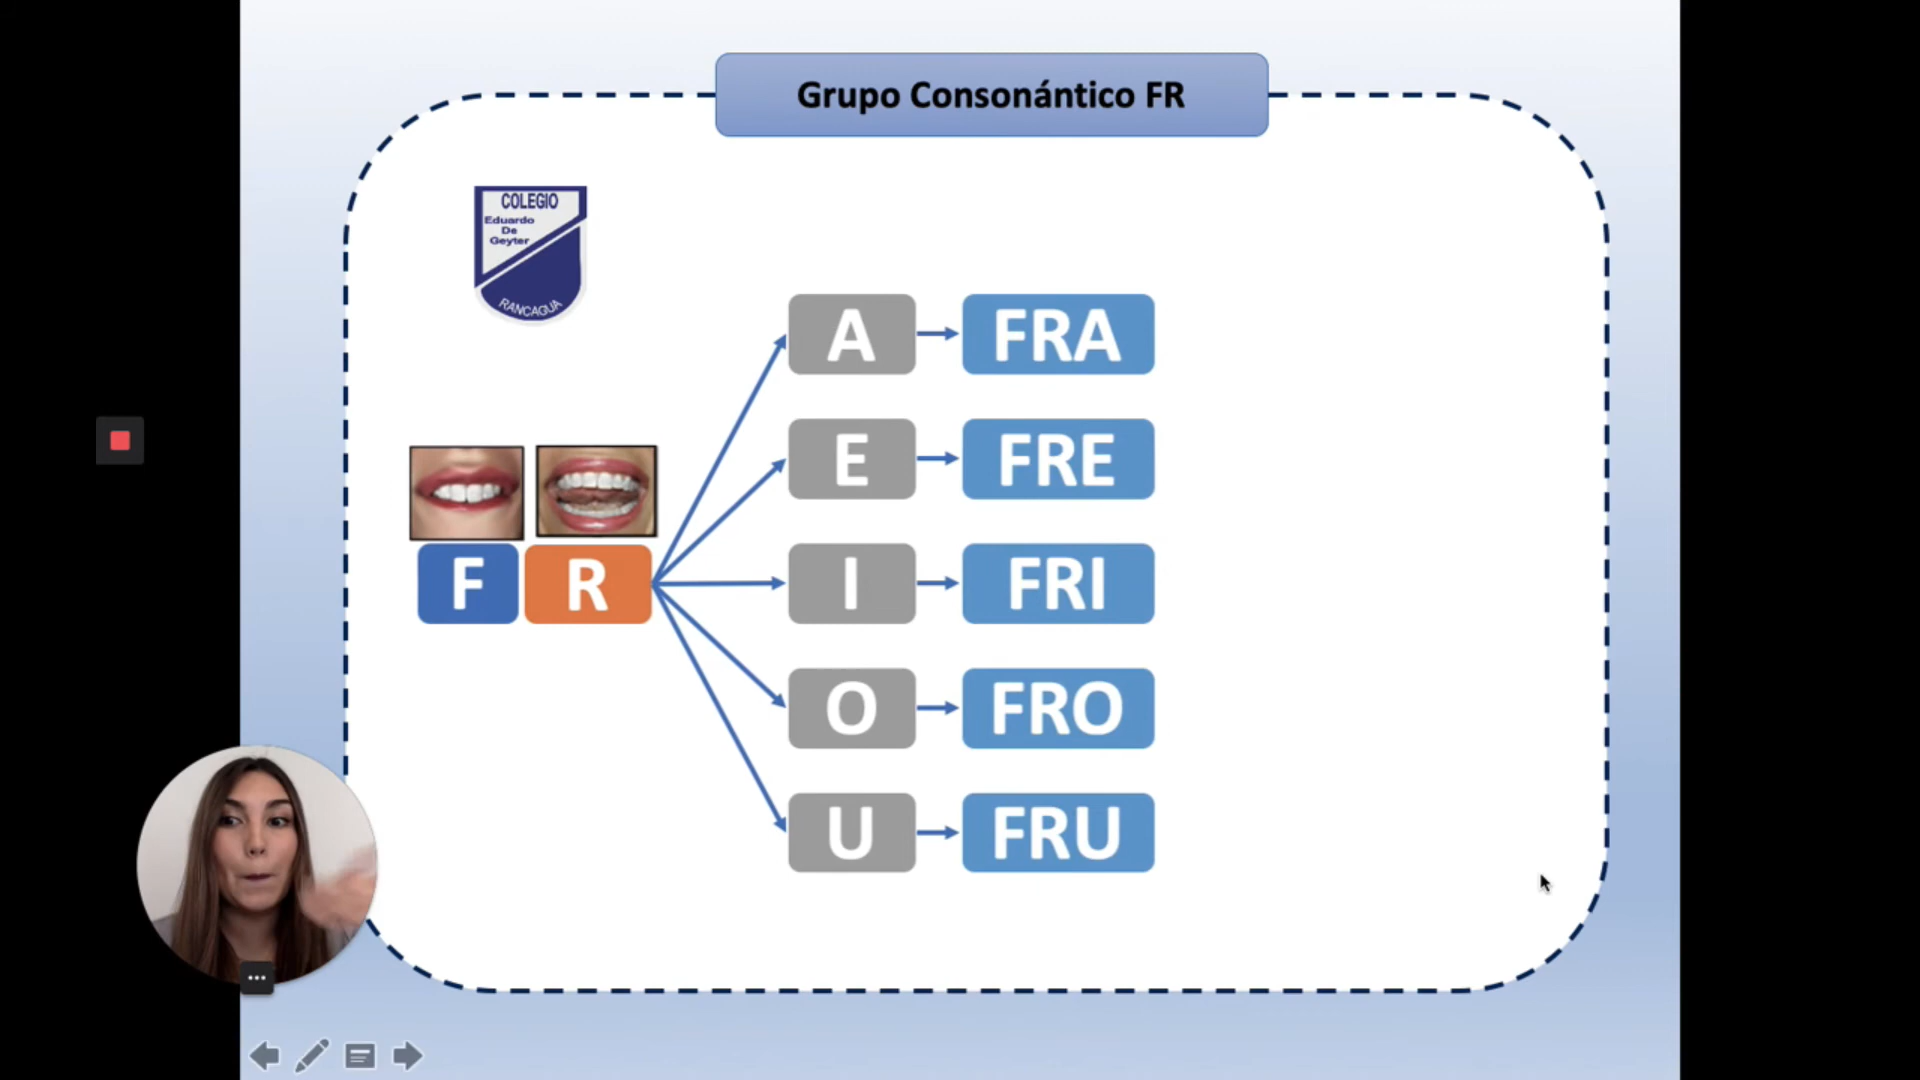 Grupo Consonántico FR
COLEGIO
Eduardo
De
Geyter
RANCAGUA
F R
A FRA
E FRE
I FRI
O FRO
U FRU